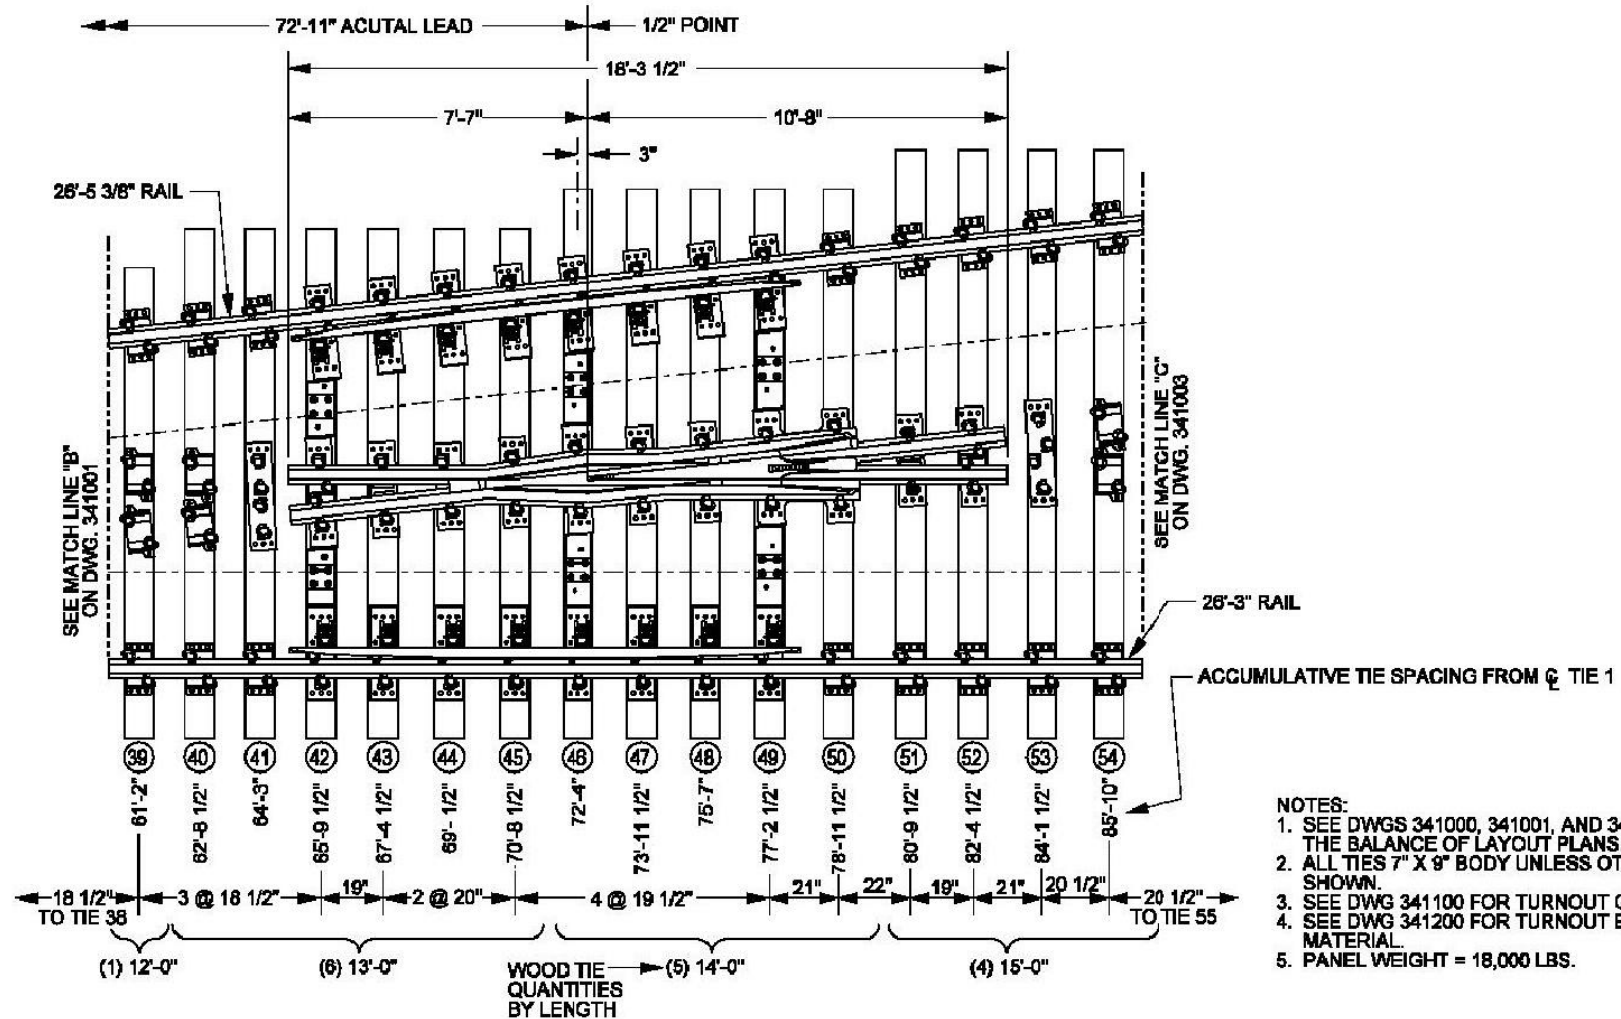 72'-11" ACUTAL LEAD
1/2" POINT
18'-3 1/2"
7'-7"
10'-8"
3"
26'-5 3/8" RAIL
SEE MATCH LINE "B"
ON DWG. 341001
SEE MATCH LINE "C"
ON DWG. 341003
26'-3" RAIL
ACCUMULATIVE TIE SPACING FROM ℄ TIE 1
39 40 41 42 43 44 45 46 47 48 49 50 51 52 53 54
61'-2"
62'-8 1/2"
64'-3"
65'-9 1/2"
67'-4 1/2"
69'- 1/2"
70'-8 1/2"
72'-4"
73'-11 1/2"
75'-7"
77'-2 1/2"
78'-11 1/2"
80'-9 1/2"
82'-4 1/2"
84'-1 1/2"
85'-10"
18 1/2"
TO TIE 38
3 @ 18 1/2"
19"
2 @ 20"
4 @ 19 1/2"
21"
22"
19"
21"
20 1/2"
20 1/2"
TO TIE 55
(1) 12'-0"
(6) 13'-0"
WOOD TIE
QUANTITIES
BY LENGTH
(5) 14'-0"
(4) 15'-0"
NOTES:
1. SEE DWGS 341000, 341001, AND 34
THE BALANCE OF LAYOUT PLANS
2. ALL TIES 7" X 9" BODY UNLESS OT
SHOWN.
3. SEE DWG 341100 FOR TURNOUT
4. SEE DWG 341200 FOR TURNOUT
MATERIAL.
5. PANEL WEIGHT = 18,000 LBS.